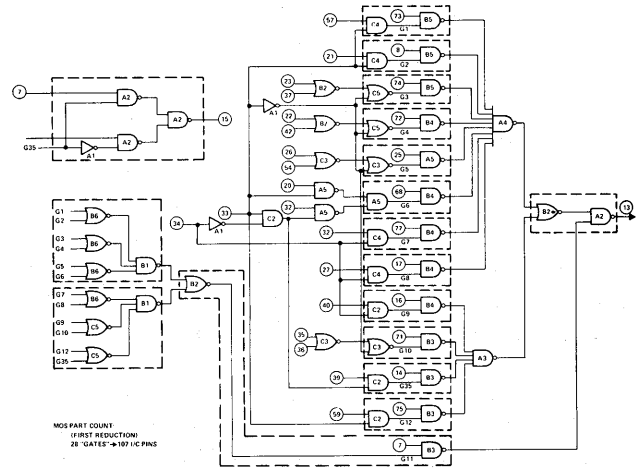 57 C4 73 B5 G1
21 C4 8 B5 G2
23 37 B2 C5 74 B5 G3
7 A2 A2 15
G35 A1 A2
A1
22 42 B2 C5 72 B4 G4
A4
26 54 C3 C3 25 A5 G5
20 A5 A5 68 B4 G6
33 32 A5
34 A1 C2
32 C4 77 B4 G7
B2 A2 13
G1 G2 B6
G3 G4 B6
G5 G6 B6 B1
27 C4 17 B4 G8
B2
G7 G8 B6 B1
G9 G10 C5
G12 G35 C5
40 C2 16 B4 G9
35 36 C3 C3 71 B3 G10
A3
39 C2 14 B3 G35
59 C2 75 B3 G12
7 B3 G11
MOS PART COUNT
(FIRST REDUCTION)
28 "GATES"→107 I/C PINS